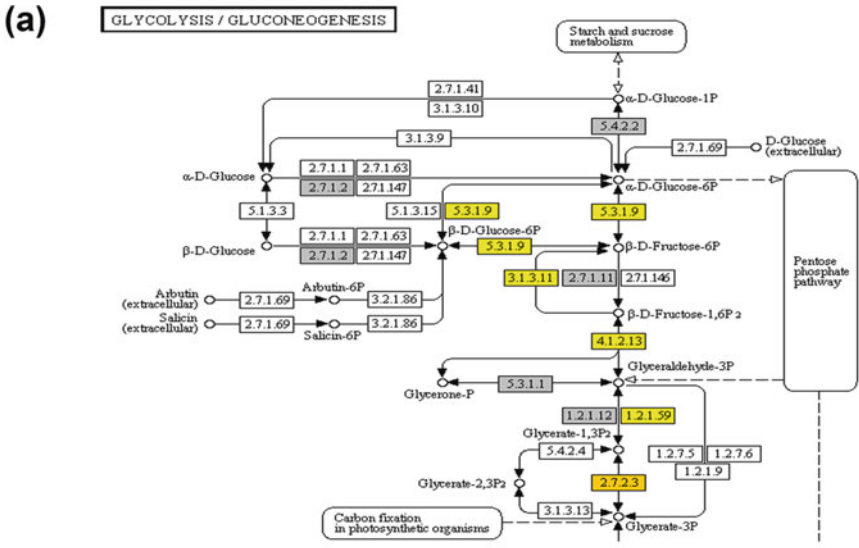 (a)
GLYCOLYSIS / GLUCONEOGENESIS
Starch and sucrose
metabolism
2.7.1.41
3.1.3.10
α-D-Glucose-1P
5.4.2.2
3.1.3.9
2.7.1.69
D-Glucose
(extracellular)
α-D-Glucose
2.7.1.1
2.7.1.63
2.7.1.2
2.7.1.147
α-D-Glucose-6P
5.1.3.3
5.1.3.15
5.3.1.9
5.3.1.9
β-D-Glucose-6P
β-D-Glucose
2.7.1.1
2.7.1.63
2.7.1.2
2.7.1.147
5.3.1.9
β-D-Fructose-6P
3.1.3.11
2.7.1.11
2.7.1.146
Pentose
phosphate
pathway
Arbutin
(extracellular)
2.7.1.69
Arbutin-6P
3.2.1.86
Salicin
(extracellular)
2.7.1.69
Salicin-6P
3.2.1.86
β-D-Fructose-1,6P2
4.1.2.13
Glyceraldehyde-3P
Glycerone-P
5.3.1.1
1.2.1.12
1.2.1.59
Glycerate-1,3P2
5.4.2.4
1.2.7.5
1.2.7.6
1.2.1.9
Glycerate-2,3P2
2.7.2.3
3.1.3.13
Carbon fixation
in photosynthetic organisms
Glycerate-3P